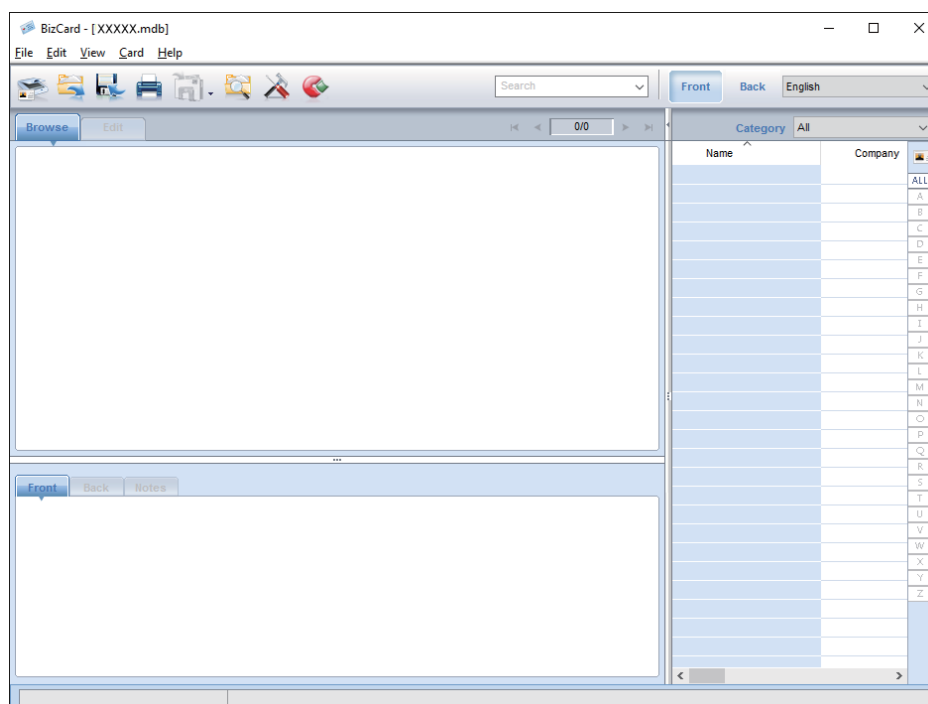 BizCard - [XXXXX.mdb]
File Edit View Card Help
Search Front Back English
Browse Edit 0/0 Category All
Name Company
ALL
A
B
C
D
E
F
G
H
I
J
K
L
M
N
O
P
Q
R
S
T
U
V
W
X
Y
Z
Front Back Notes